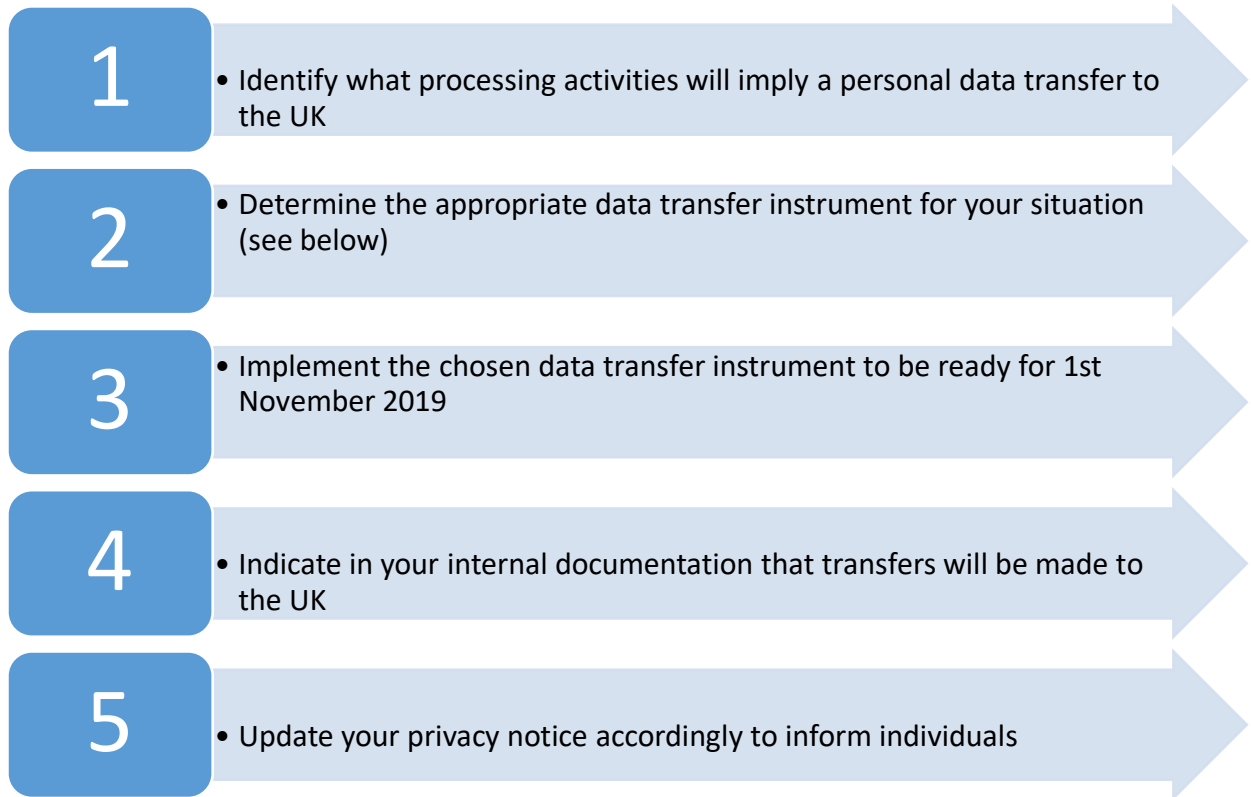 1
• Identify what processing activities will imply a personal data transfer to
the UK
2
• Determine the appropriate data transfer instrument for your situation
(see below)
3
• Implement the chosen data transfer instrument to be ready for 1st
November 2019
4
• Indicate in your internal documentation that transfers will be made to
the UK
5
• Update your privacy notice accordingly to inform individuals